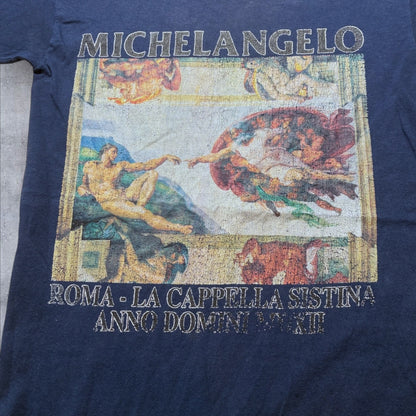 MICHELANGELO
ROMA - LA CAPPELLA SISTINA
ANNO DOMINI